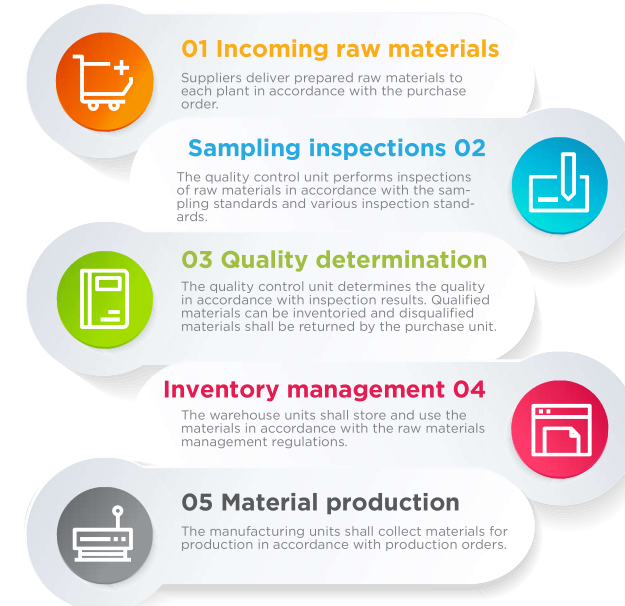 01 Incoming raw materials
Suppliers deliver prepared raw materials to
each plant in accordance with the purchase
order.
Sampling inspections 02
The quality control unit performs inspections
of raw materials in accordance with the sam-
pling standards and various inspection stand-
ards.
03 Quality determination
The quality control unit determines the quality
in accordance with inspection results. Qualified
materials can be inventoried and disqualified
materials shall be returned by the purchase unit.
Inventory management 04
The warehouse units shall store and use the
materials in accordance with the raw materials
management regulations.
05 Material production
The manufacturing units shall collect materials for
production in accordance with production orders.